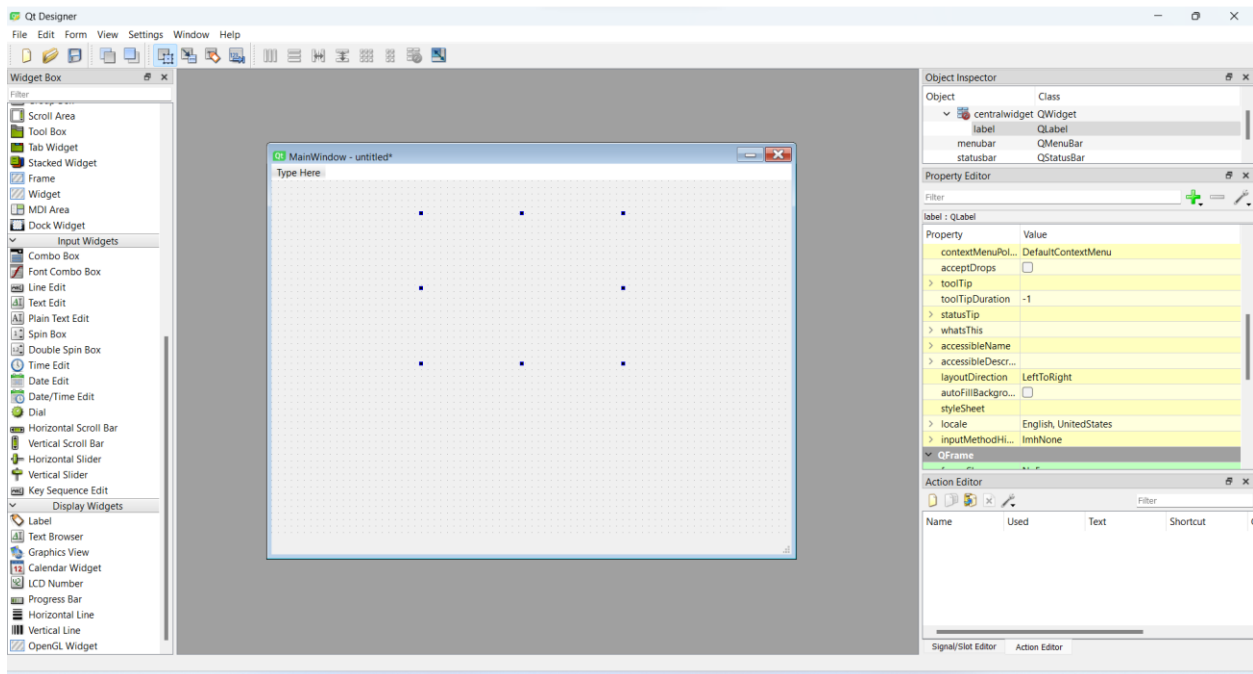 Qt Designer
File Edit Form View Settings Window Help
Widget Box
Filter
Scroll Area
Tool Box
Tab Widget
Stacked Widget
Frame
Widget
MDI Area
Dock Widget
Input Widgets
Combo Box
Font Combo Box
Line Edit
Text Edit
Plain Text Edit
Spin Box
Double Spin Box
Time Edit
Date Edit
Date/Time Edit
Dial
Horizontal Scroll Bar
Vertical Scroll Bar
Horizontal Slider
Vertical Slider
Key Sequence Edit
Display Widgets
Label
Text Browser
Graphics View
Calendar Widget
LCD Number
Progress Bar
Horizontal Line
Vertical Line
OpenGL Widget
MainWindow - untitled*
Type Here
Object Inspector
Object Class
centralwidget QWidget
label QLabel
menubar QMenuBar
statusbar QStatusBar
Property Editor
Filter
label : QLabel
Property Value
contextMenuPol... DefaultContextMenu
acceptDrops
toolTip
toolTipDuration -1
statusTip
whatsThis
accessibleName
accessibleDescr...
layoutDirection LeftToRight
autoFillBackgro...
styleSheet
locale English, UnitedStates
inputMethodHi... ImhNone
QFrame
Action Editor
Filter
Name Used Text Shortcut
Signal/Slot Editor Action Editor